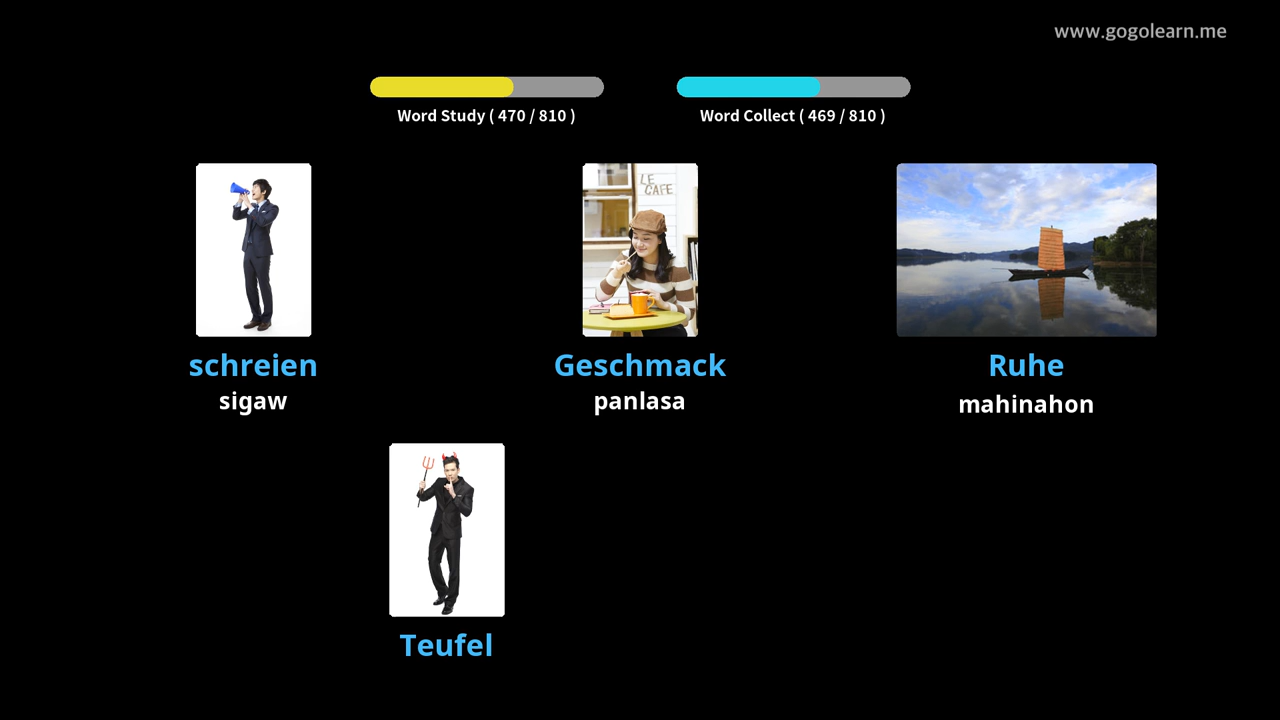 www.gogolearn.me
Word Study ( 470 / 810 )
Word Collect ( 469 / 810 )
LE
CAFE
schreien
sigaw
Geschmack
panlasa
Ruhe
mahinahon
Teufel